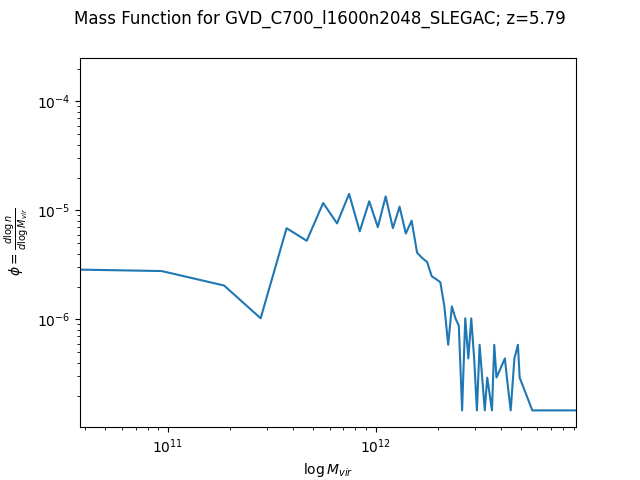 Mass Function for GVD_C700_l1600n2048_SLEGAC; z=5.79
10⁻⁴
10⁻⁵
10⁻⁶
ϕ = d log n / d log M_vir
10¹¹ 10¹²
log M_vir